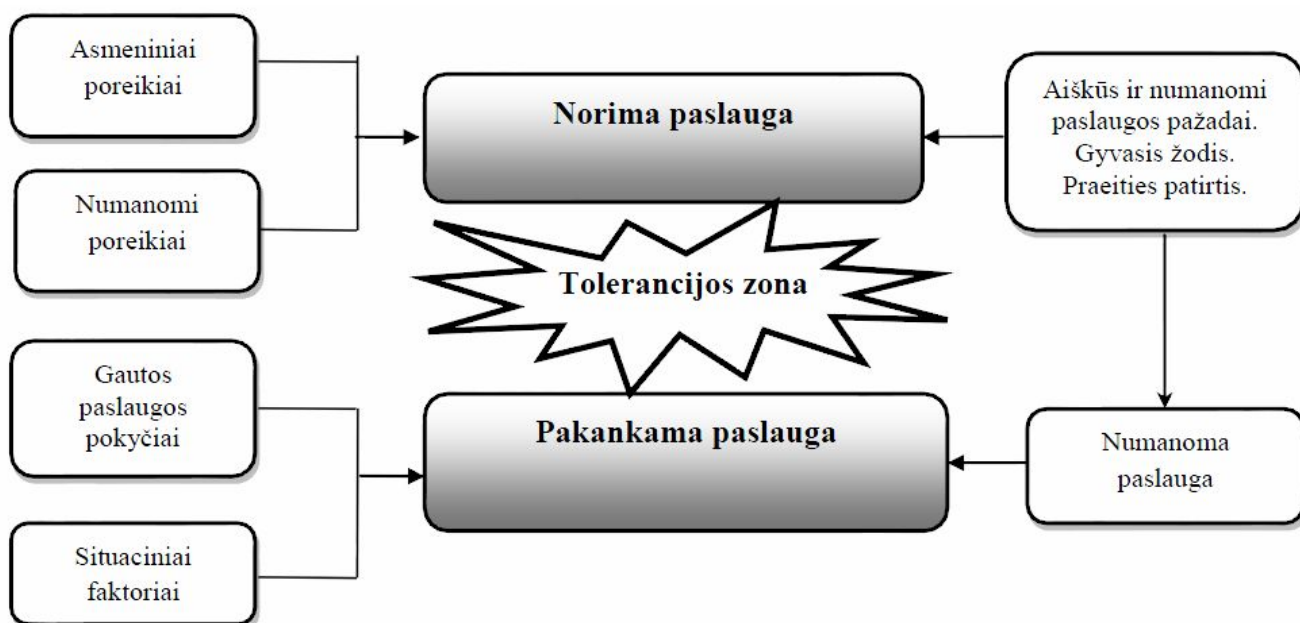 Asmeniniai
poreikiai
Numanomi
poreikiai
Gautos
paslaugos
pokyčiai
Situaciniai
faktoriai
Norima paslauga
Tolerancijos zona
Pakankama paslauga
Aiškūs ir numanomi
paslaugos pažadai.
Gyvasis žodis.
Praeities patirtis.
Numanoma
paslauga